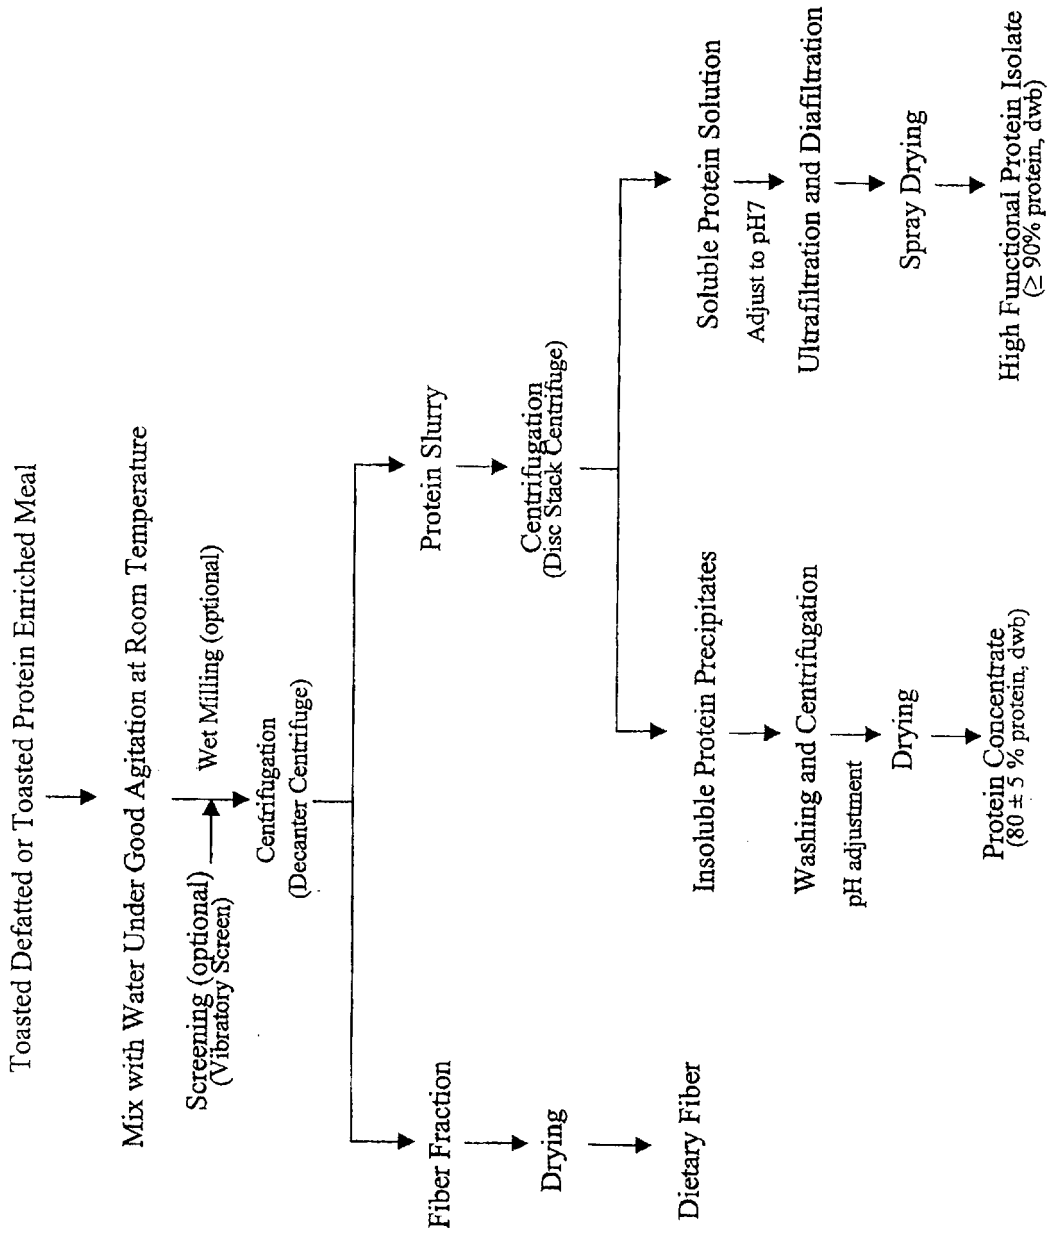 Toasted Defatted or Toasted Protein Enriched Meal
Mix with Water Under Good Agitation at Room Temperature
Screening (optional)
(Vibratory Screen)
Wet Milling (optional)
Centrifugation
(Decanter Centrifuge)
Fiber Fraction
Protein Slurry
Drying
Centrifugation
(Disc Stack Centrifuge)
Dietary Fiber
Insoluble Protein Precipitates
Soluble Protein Solution
Adjust to pH7
Washing and Centrifugation
Ultrafiltration and Diafiltration
pH adjustment
Drying
Spray Drying
Protein Concentrate
(80 ± 5 % protein, dwb)
High Functional Protein Isolate
(≥ 90% protein, dwb)